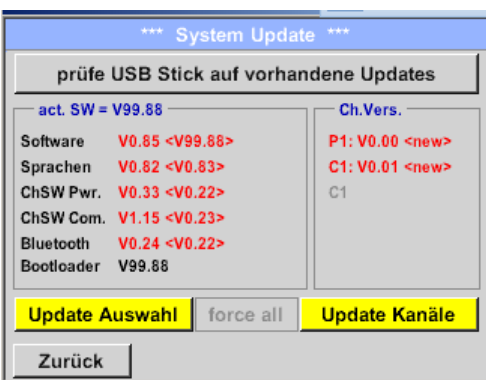 *** System Update ***
prüfe USB Stick auf vorhandene Updates
act. SW = V99.88
Software V0.85 <V99.88>
Sprachen V0.82 <V0.83>
ChSW Pwr. V0.33 <V0.22>
ChSW Com. V1.15 <V0.23>
Bluetooth V0.24 <V0.22>
Bootloader V99.88
Ch.Vers.
P1: V0.00 <new>
C1: V0.01 <new>
C1
Update Auswahl
force all
Update Kanäle
Zurück